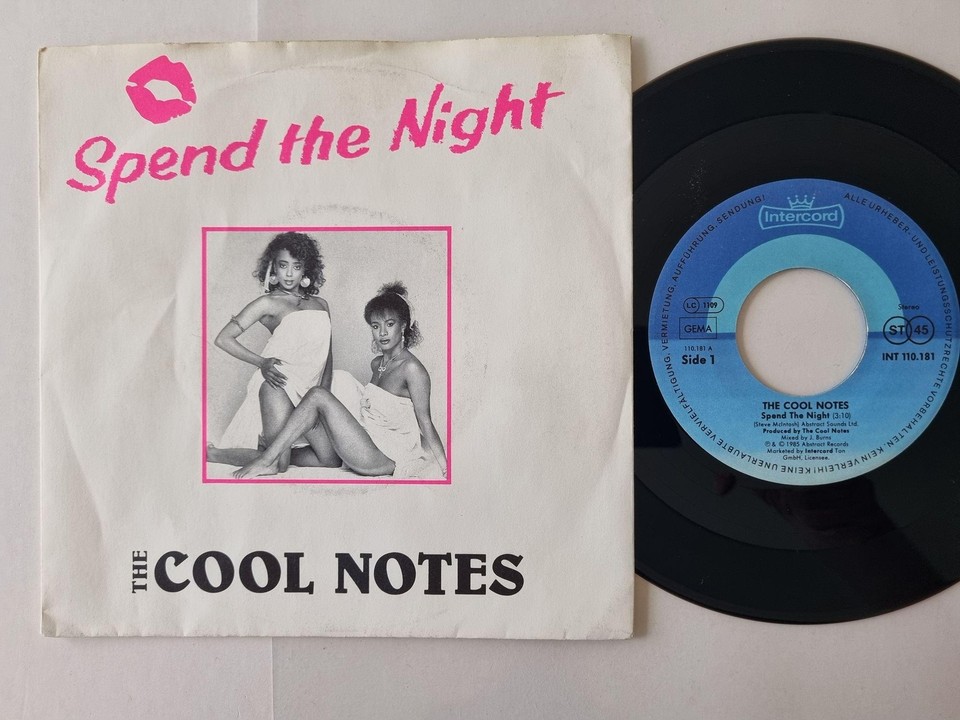 Spend the Night
THE COOL NOTES
Intercord
ALLE URHEBER- UND LEISTUNGSSCHUTZRECHTE VORBEHALTEN. KEIN VERLEIH! KEINE UNERLAUBTE VERVIELFÄLTIGUNG, VERMIETUNG, AUFFÜHRUNG, SENDUNG!
LC 1109
GEMA
110.181 A
Side 1
Stereo
ST 45
INT 110.181
THE COOL NOTES
Spend The Night (3:10)
(Steve McIntosh) Abstract Sounds Ltd.
Produced by The Cool Notes
Mixed by J. Burns
℗ & © 1985 Abstract Records
Marketed by Intercord Ton
GmbH, Licensee.